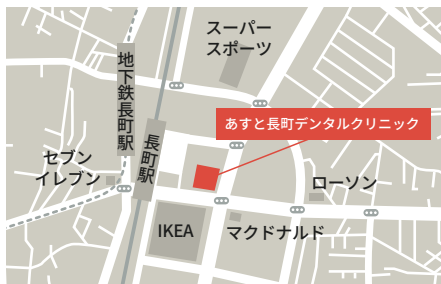 スーパー
スポーツ
地下鉄長町駅
あすと長町デンタルクリニック
長町駅
セブン
イレブン
ローソン
IKEA
マクドナルド